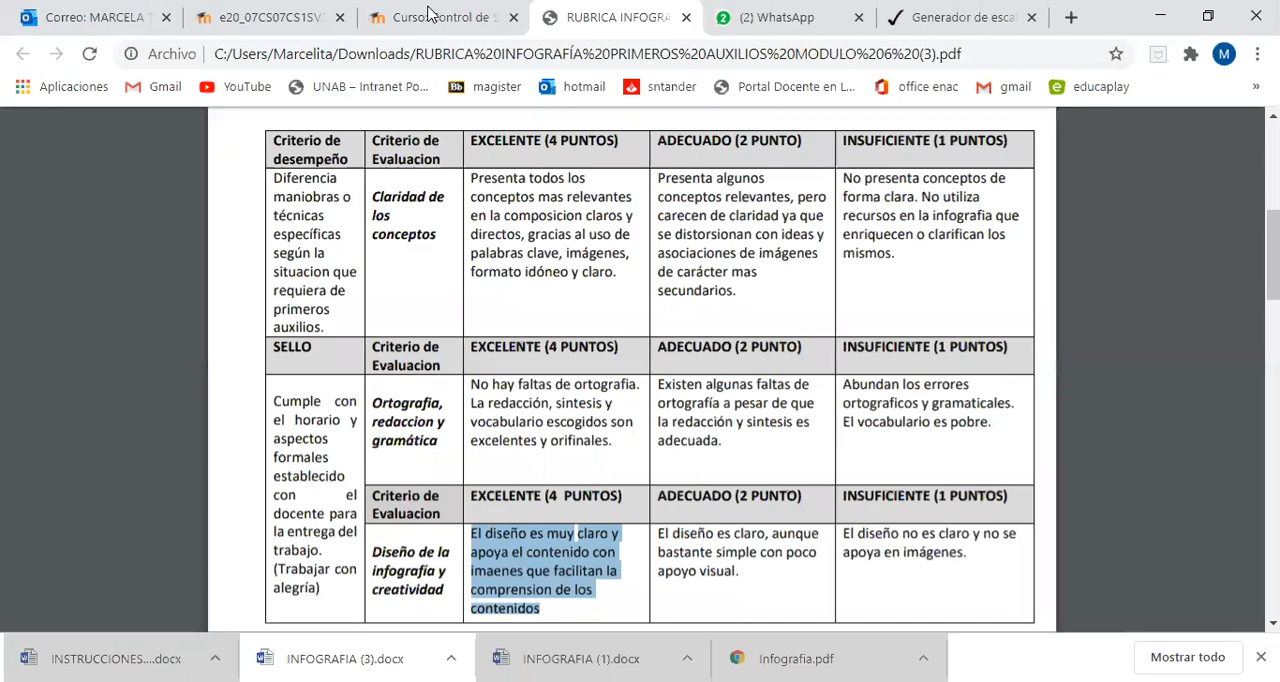 Correo: MARCELA T
e20_07CS07CS1SV
Curso: Control de S
RUBRICA INFOGRA
(2) WhatsApp
Generador de esca
Archivo
C:/Users/Marcelita/Downloads/RUBRICA%20INFOGRAFÍA%20PRIMEROS%20AUXILIOS%20MODULO%206%20(3).pdf
M
Aplicaciones
Gmail
YouTube
UNAB – Intranet Po...
Bb magister
hotmail
sntander
Portal Docente en L...
office enac
gmail
educaplay
»
Criterio de
desempeño
Criterio de
Evaluacion
EXCELENTE (4 PUNTOS)
ADECUADO (2 PUNTO)
INSUFICIENTE (1 PUNTOS)
Diferencia
maniobras o
técnicas
específicas
según la
situacion que
requiera de
primeros
auxilios.
Claridad de
los
conceptos
Presenta todos los
conceptos mas relevantes
en la composicion claros y
directos, gracias al uso de
palabras clave, imágenes,
formato idóneo y claro.
Presenta algunos
conceptos relevantes, pero
carecen de claridad ya que
se distorsionan con ideas y
asociaciones de imágenes
de carácter mas
secundarios.
No presenta conceptos de
forma clara. No utiliza
recursos en la infografia que
enriquecen o clarifican los
mismos.
SELLO
Criterio de
Evaluacion
EXCELENTE (4 PUNTOS)
ADECUADO (2 PUNTO)
INSUFICIENTE (1 PUNTOS)
Cumple con
el horario y
aspectos
formales
establecido
con el
docente para
la entrega del
trabajo.
(Trabajar con
alegría)
Ortografia,
redaccion y
gramática
No hay faltas de ortografia.
La redacción, sintesis y
vocabulario escogidos son
excelentes y orifinales.
Existen algunas faltas de
ortografía a pesar de que
la redacción y sintesis es
adecuada.
Abundan los errores
ortograficos y gramaticales.
El vocabulario es pobre.
Criterio de
Evaluacion
EXCELENTE (4 PUNTOS)
ADECUADO (2 PUNTO)
INSUFICIENTE (1 PUNTOS)
Diseño de la
infografia y
creatividad
El diseño es muy claro y
apoya el contenido con
imaenes que facilitan la
comprension de los
contenidos
El diseño es claro, aunque
bastante simple con poco
apoyo visual.
El diseño no es claro y no se
apoya en imágenes.
INSTRUCCIONES....docx
INFOGRAFIA (3).docx
INFOGRAFIA (1).docx
Infografia.pdf
Mostrar todo